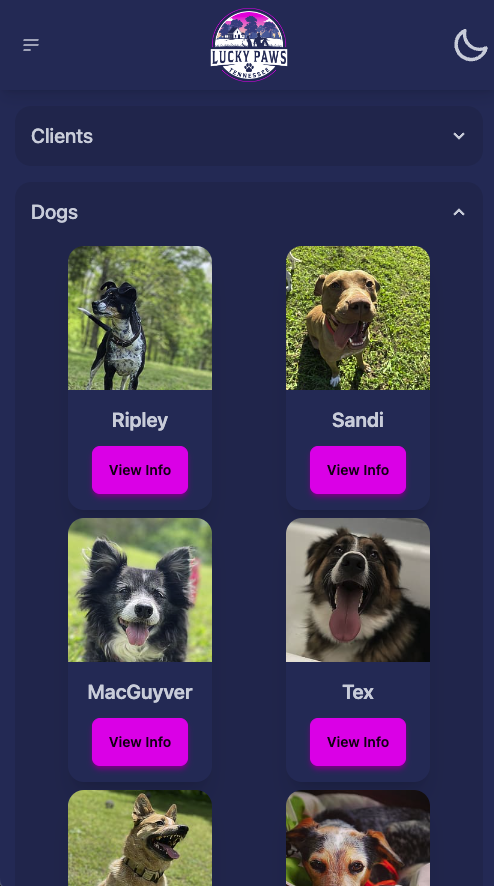 LUCKY PAWS
TENNESSEE
Clients
Dogs
Ripley
Sandi
View Info
View Info
MacGuyver
Tex
View Info
View Info